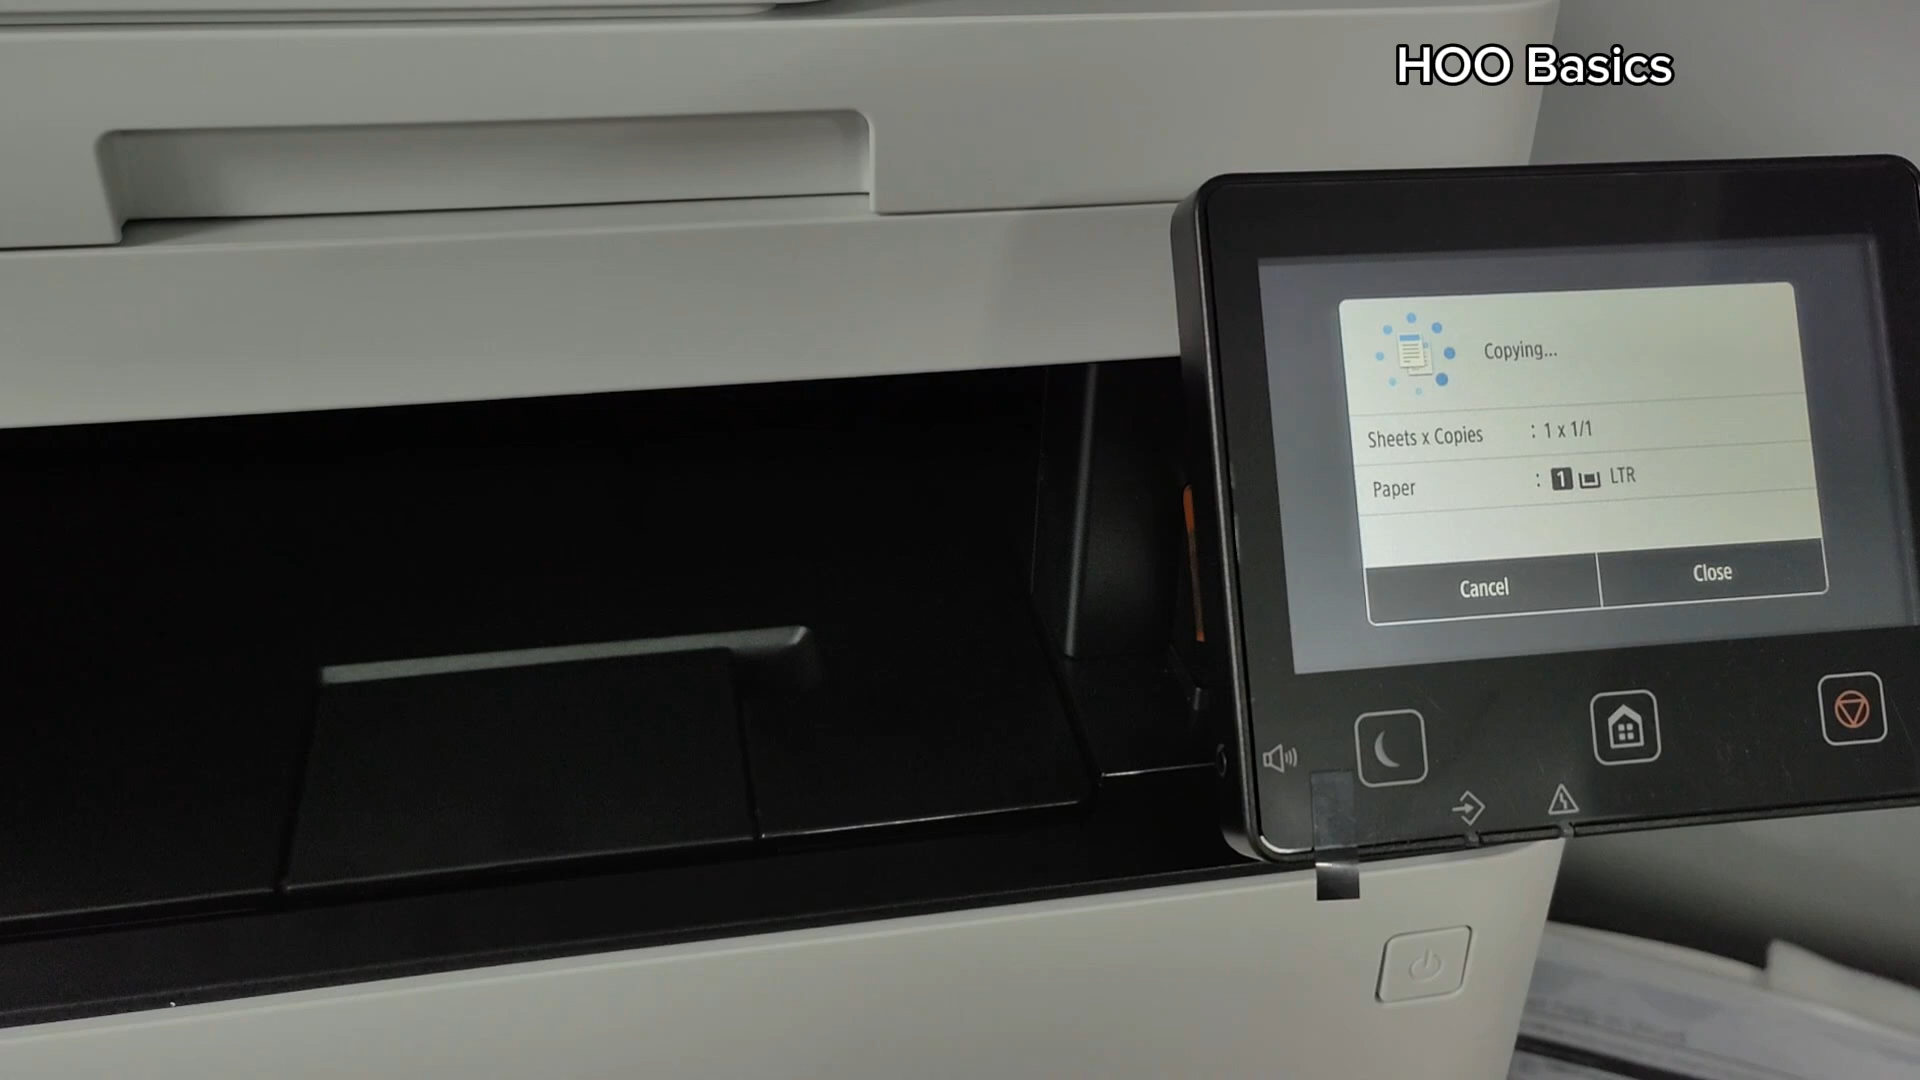 HOO Basics
Copying...
Sheets x Copies : 1 x 1/1
Paper : 1 LTR
Cancel Close